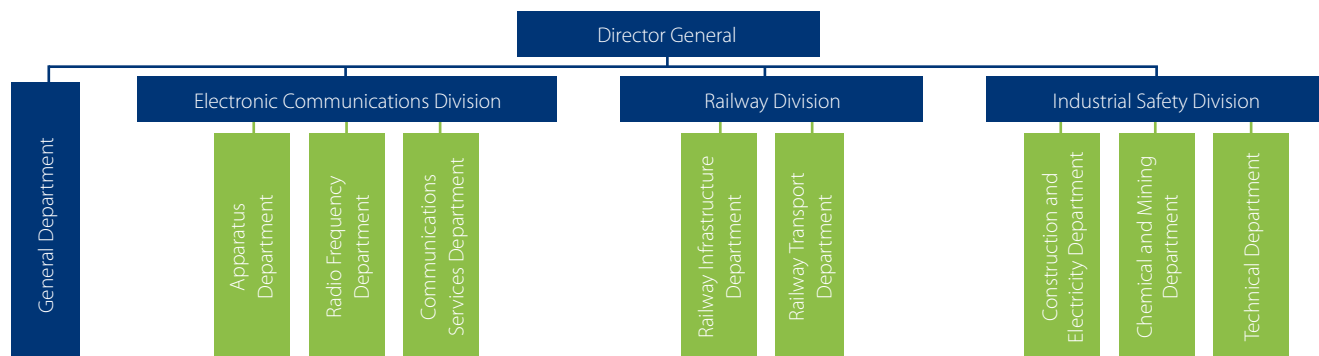 Director General
General Department
Electronic Communications Division
Railway Division
Industrial Safety Division
Apparatus
Department
Radio Frequency
Department
Communications
Services Department
Railway Infrastructure
Department
Railway Transport
Department
Construction and
Electricity Department
Chemical and Mining
Department
Technical Department